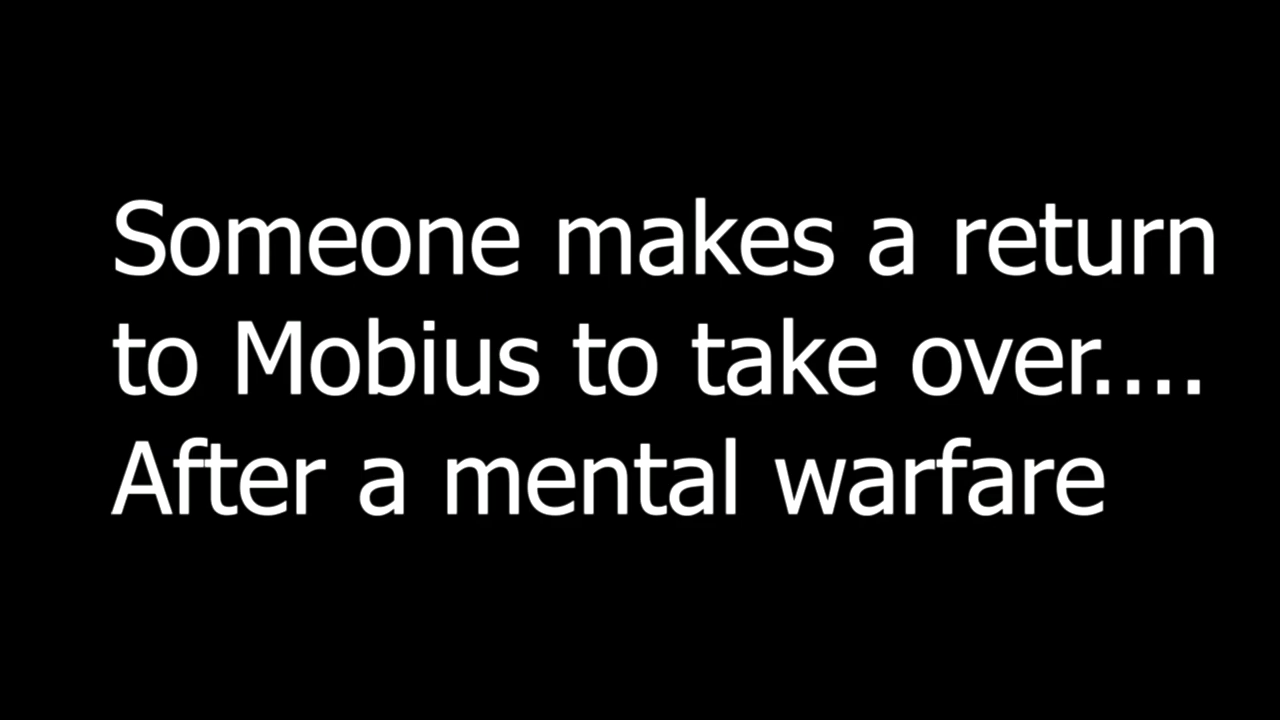 Someone makes a return
to Mobius to take over....
After a mental warfare